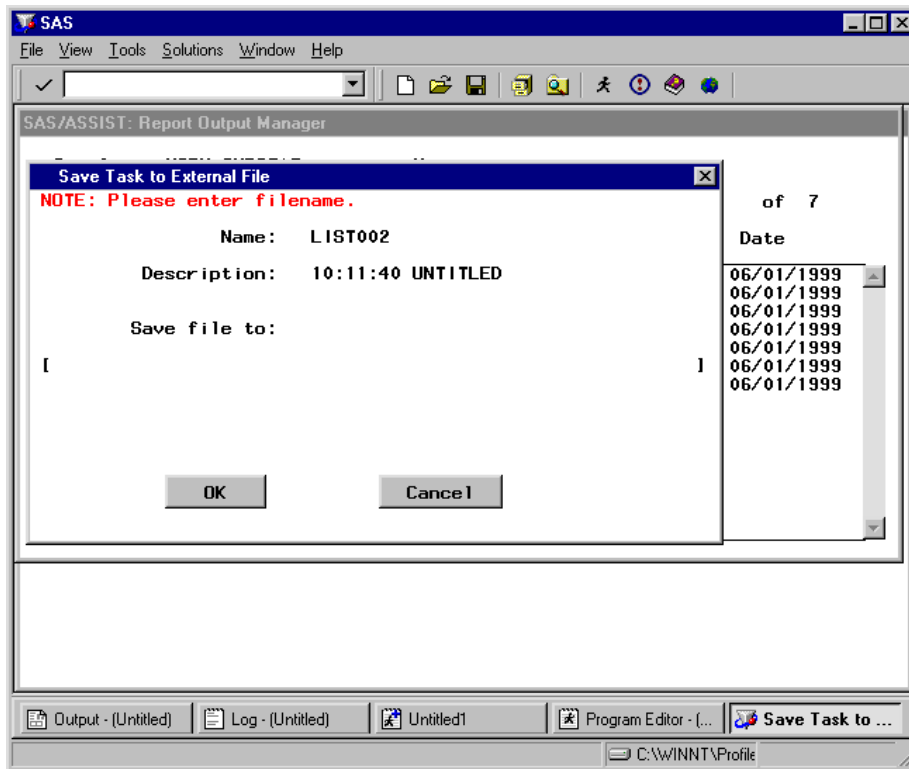 SAS
File View Tools Solutions Window Help
SAS/ASSIST: Report Output Manager
Save Task to External File
NOTE: Please enter filename.
of 7
Name: LIST002
Date
Description: 10:11:40 UNTITLED
06/01/1999
06/01/1999
06/01/1999
Save file to:
06/01/1999
06/01/1999
[ ]
06/01/1999
06/01/1999
OK Cancel
Output - (Untitled) Log - (Untitled) Untitled1 Program Editor - (... Save Task to ...
C:\WINNT\Profile